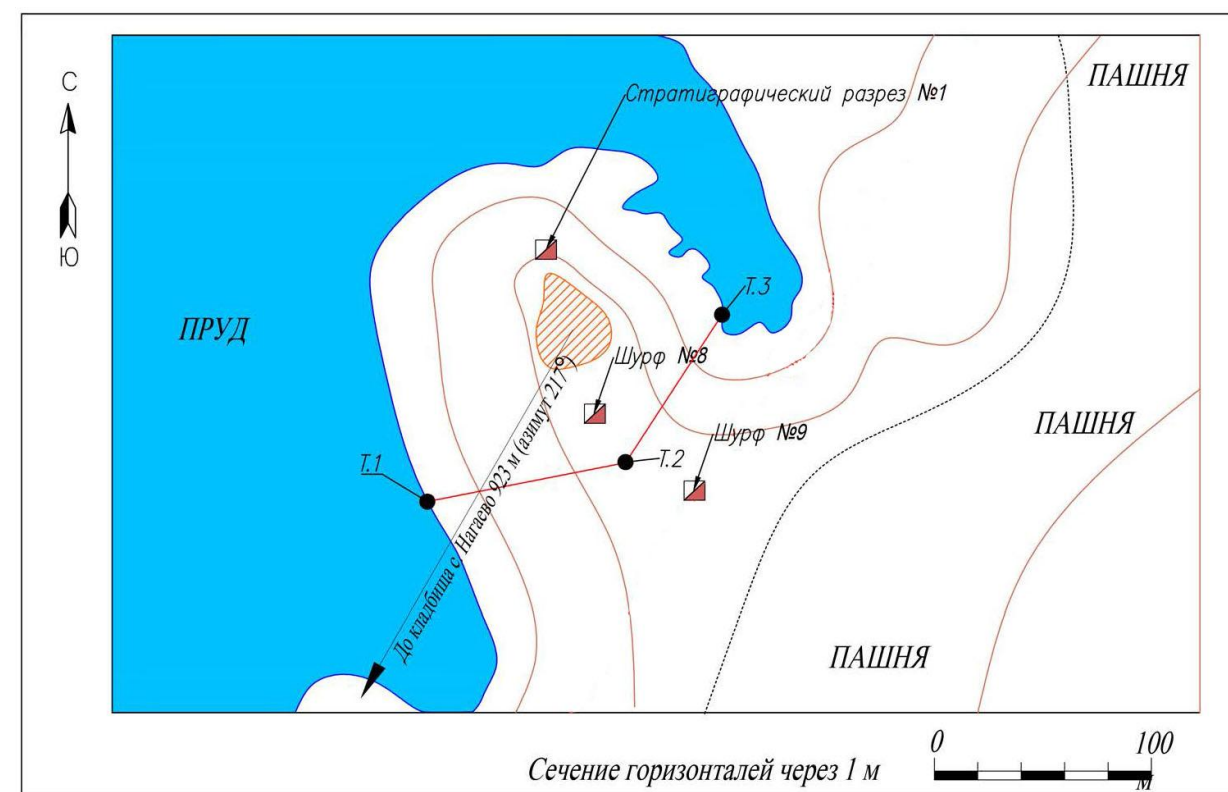 С
ПАШНЯ
Стратиграфический разрез №1
Ю
Т.3
ПРУД
Шурф №8
ПАШНЯ
Шурф №9
Т.1
Т.2
До кладбища с. Нагаево 923 м (азимут 217°)
ПАШНЯ
0 100
Сечение горизонталей через 1 м
м